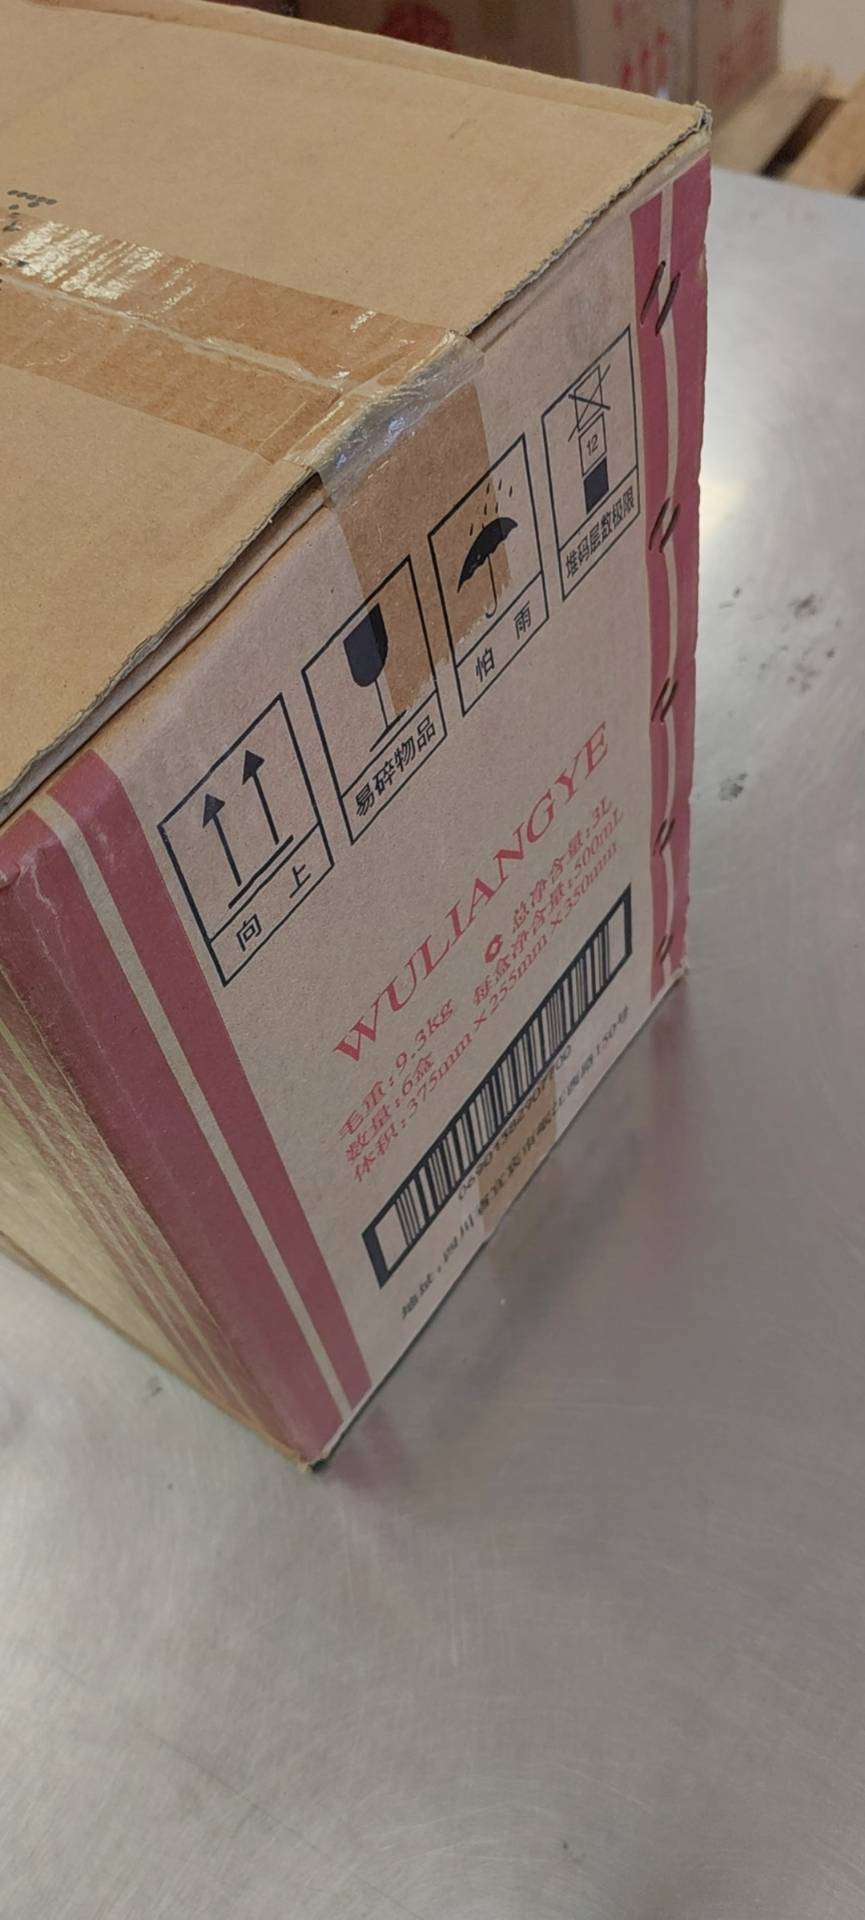 向上
易碎物品
怕雨
12
堆码层数极限
WULIANGYE
毛重:9.3kg 总净含量:3L
数量:6盒 每盒净含量:500mL
体积:375mm×255mm×350mm